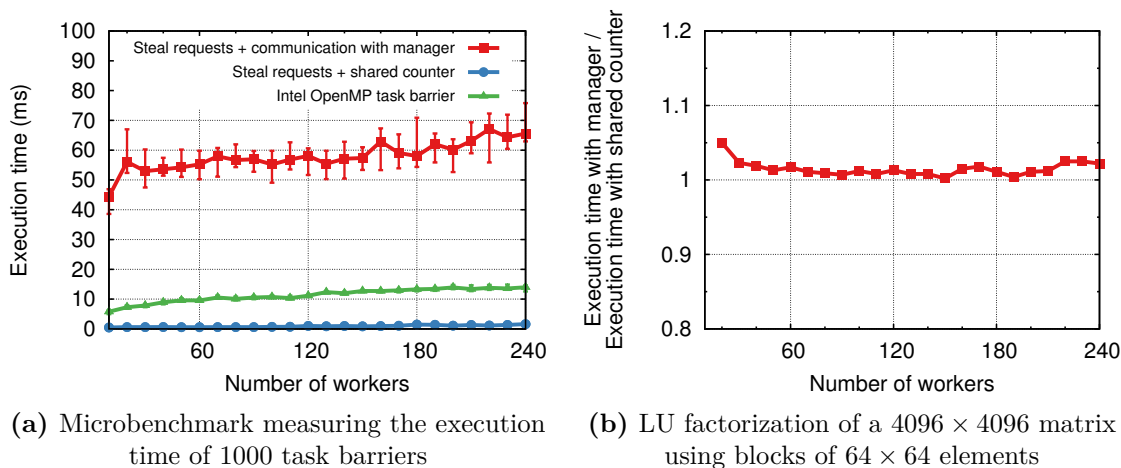 100
90
80
70
60
50
40
30
20
10
0
Execution time (ms)
Steal requests + communication with manager
Steal requests + shared counter
Intel OpenMP task barrier
60
120
180
240
Number of workers
(a) Microbenchmark measuring the execution
time of 1000 task barriers
1.2
1.1
1
0.9
0.8
Execution time with manager /
Execution time with shared counter
60
120
180
240
Number of workers
(b) LU factorization of a 4096 × 4096 matrix
using blocks of 64 × 64 elements